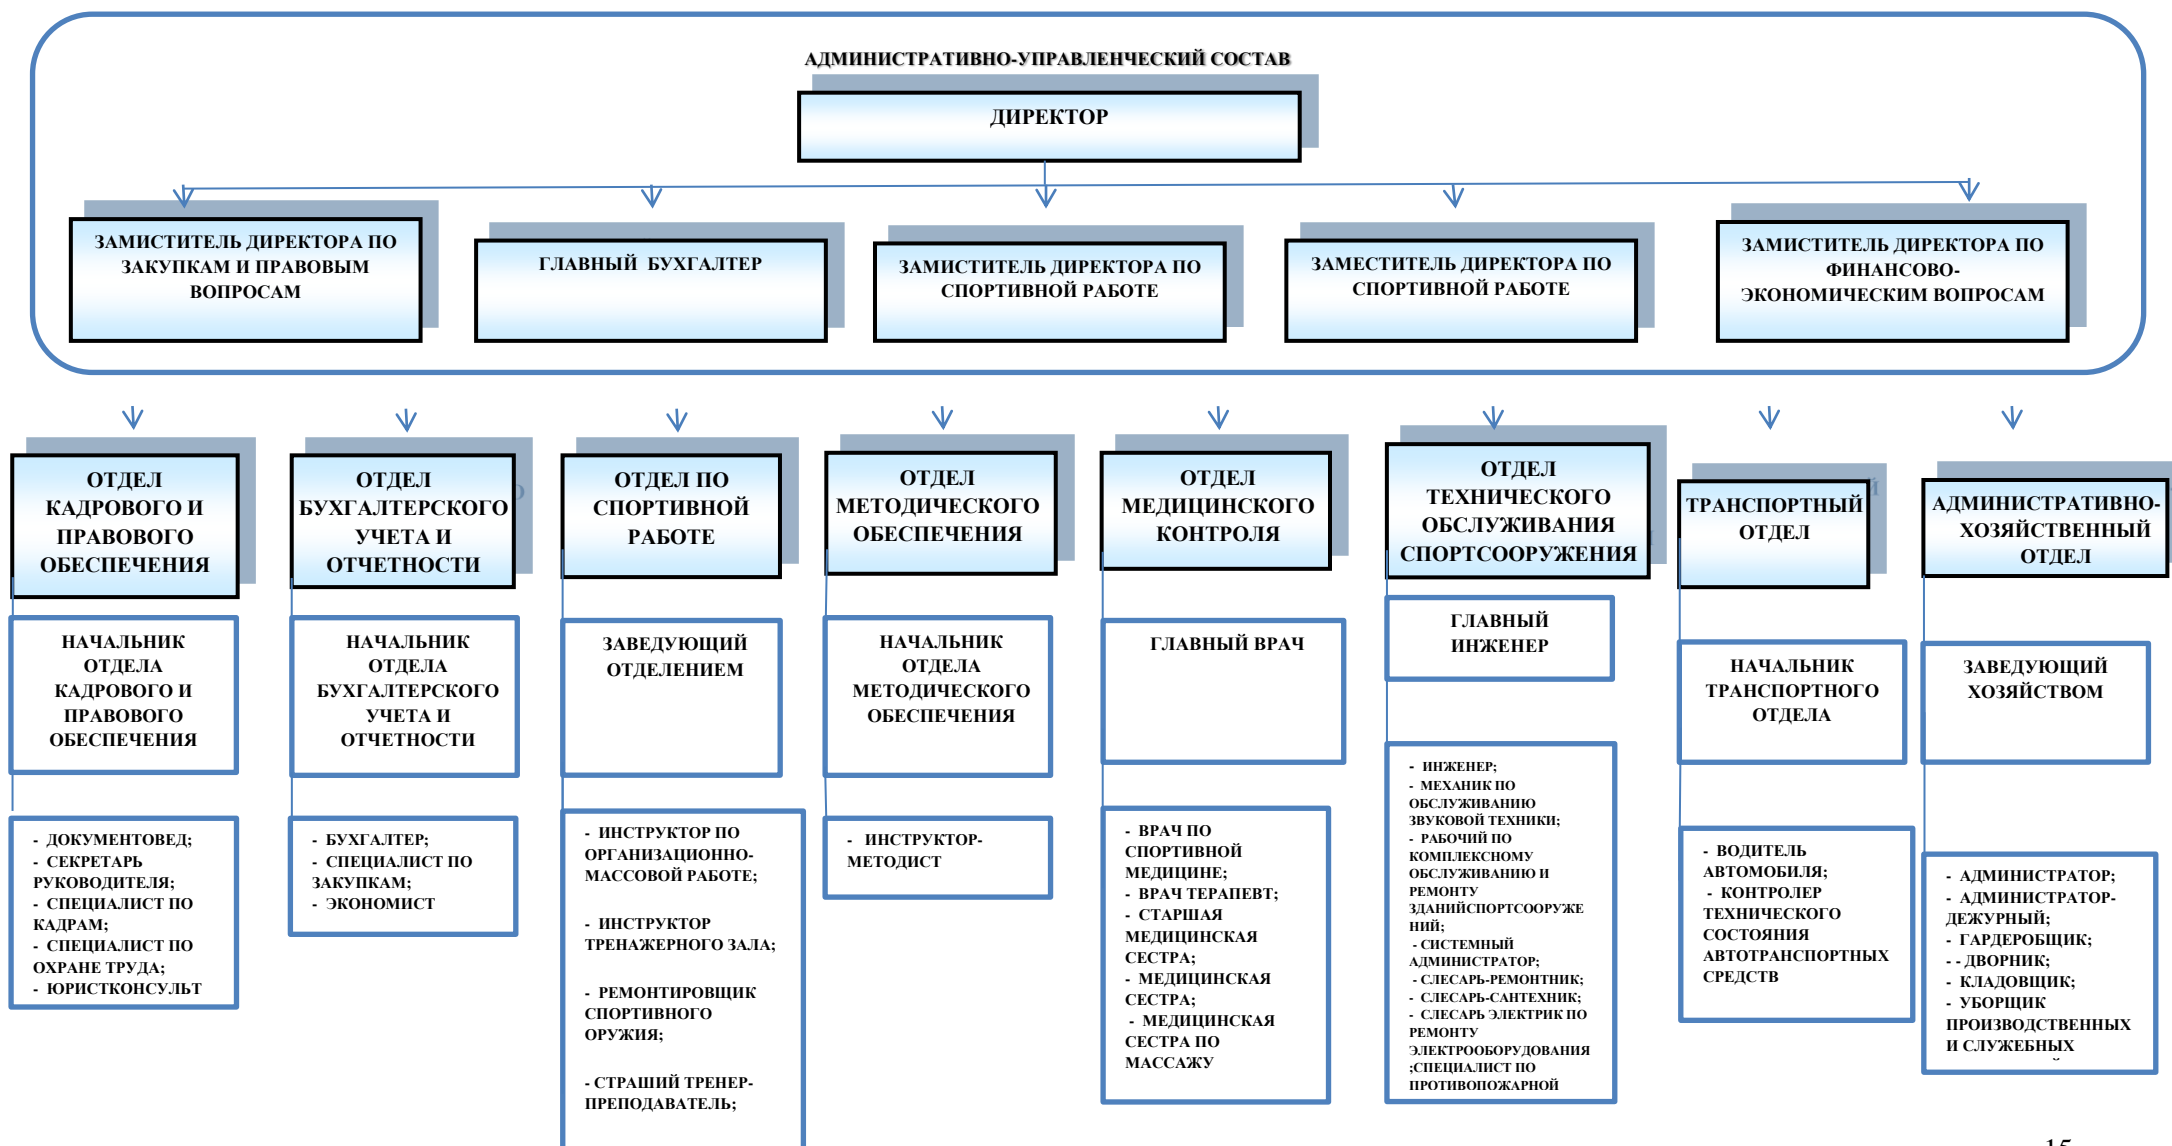 АДМИНИСТРАТИВНО-УПРАВЛЕНЧЕСКИЙ СОСТАВ
ДИРЕКТОР
ЗАМИСТИТЕЛЬ ДИРЕКТОРА ПО
ЗАКУПКАМ И ПРАВОВЫМ
ВОПРОСАМ
ГЛАВНЫЙ БУХГАЛТЕР
ЗАМИСТИТЕЛЬ ДИРЕКТОРА ПО
СПОРТИВНОЙ РАБОТЕ
ЗАМЕСТИТЕЛЬ ДИРЕКТОРА ПО
СПОРТИВНОЙ РАБОТЕ
ЗАМИСТИТЕЛЬ ДИРЕКТОРА ПО
ФИНАНСОВО-
ЭКОНОМИЧЕСКИМ ВОПРОСАМ
ОТДЕЛ
КАДРОВОГО И
ПРАВОВОГО
ОБЕСПЕЧЕНИЯ
НАЧАЛЬНИК
ОТДЕЛА
КАДРОВОГО И
ПРАВОВОГО
ОБЕСПЕЧЕНИЯ
- ДОКУМЕНТОВЕД;
- СЕКРЕТАРЬ
РУКОВОДИТЕЛЯ;
- СПЕЦИАЛИСТ ПО
КАДРАМ;
- СПЕЦИАЛИСТ ПО
ОХРАНЕ ТРУДА;
- ЮРИСТКОНСУЛЬТ
ОТДЕЛ
БУХГАЛТЕРСКОГО
УЧЕТА И
ОТЧЕТНОСТИ
НАЧАЛЬНИК
ОТДЕЛА
БУХГАЛТЕРСКОГО
УЧЕТА И
ОТЧЕТНОСТИ
- БУХГАЛТЕР;
- СПЕЦИАЛИСТ ПО
ЗАКУПКАМ;
- ЭКОНОМИСТ
ОТДЕЛ ПО
СПОРТИВНОЙ
РАБОТЕ
ЗАВЕДУЮЩИЙ
ОТДЕЛЕНИЕМ
- ИНСТРУКТОР ПО
ОРГАНИЗАЦИОННО-
МАССОВОЙ РАБОТЕ;
- ИНСТРУКТОР
ТРЕНАЖЕРНОГО ЗАЛА;
- РЕМОНТИРОВЩИК
СПОРТИВНОГО
ОРУЖИЯ;
- СТРАШИЙ ТРЕНЕР-
ПРЕПОДАВАТЕЛЬ;
ОТДЕЛ
МЕТОДИЧЕСКОГО
ОБЕСПЕЧЕНИЯ
НАЧАЛЬНИК
ОТДЕЛА
МЕТОДИЧЕСКОГО
ОБЕСПЕЧЕНИЯ
- ИНСТРУКТОР-
МЕТОДИСТ
ОТДЕЛ
МЕДИЦИНСКОГО
КОНТРОЛЯ
ГЛАВНЫЙ ВРАЧ
- ВРАЧ ПО
СПОРТИВНОЙ
МЕДИЦИНЕ;
- ВРАЧ ТЕРАПЕВТ;
- СТАРШАЯ
МЕДИЦИНСКАЯ
СЕСТРА;
- МЕДИЦИНСКАЯ
СЕСТРА;
- МЕДИЦИНСКАЯ
СЕСТРА ПО
МАССАЖУ
ОТДЕЛ
ТЕХНИЧЕСКОГО
ОБСЛУЖИВАНИЯ
СПОРТСООРУЖЕНИЯ
ГЛАВНЫЙ
ИНЖЕНЕР
- ИНЖЕНЕР;
- МЕХАНИК ПО
ОБСЛУЖИВАНИЮ
ЗВУКОВОЙ ТЕХНИКИ;
- РАБОЧИЙ ПО
КОМПЛЕКСНОМУ
ОБСЛУЖИВАНИЮ И
РЕМОНТУ
ЗДАНИЙСПОРТСООРУЖЕ
НИЙ;
- СИСТЕМНЫЙ
АДМИНИСТРАТОР;
- СЛЕСАРЬ-РЕМОНТНИК;
- СЛЕСАРЬ-САНТЕХНИК;
- СЛЕСАРЬ ЭЛЕКТРИК ПО
РЕМОНТУ
ЭЛЕКТРООБОРУДОВАНИЯ
;СПЕЦИАЛИСТ ПО
ПРОТИВОПОЖАРНОЙ
ТРАНСПОРТНЫЙ
ОТДЕЛ
НАЧАЛЬНИК
ТРАНСПОРТНОГО
ОТДЕЛА
- ВОДИТЕЛЬ
АВТОМОБИЛЯ;
- КОНТРОЛЕР
ТЕХНИЧЕСКОГО
СОСТОЯНИЯ
АВТОТРАНСПОРТНЫХ
СРЕДСТВ
АДМИНИСТРАТИВНО-
ХОЗЯЙСТВЕННЫЙ
ОТДЕЛ
ЗАВЕДУЮЩИЙ
ХОЗЯЙСТВОМ
- АДМИНИСТРАТОР;
- АДМИНИСТРАТОР-
ДЕЖУРНЫЙ;
- ГАРДЕРОБЩИК;
- - ДВОРНИК;
- КЛАДОВЩИК;
- УБОРЩИК
ПРОИЗВОДСТВЕННЫХ
И СЛУЖЕБНЫХ